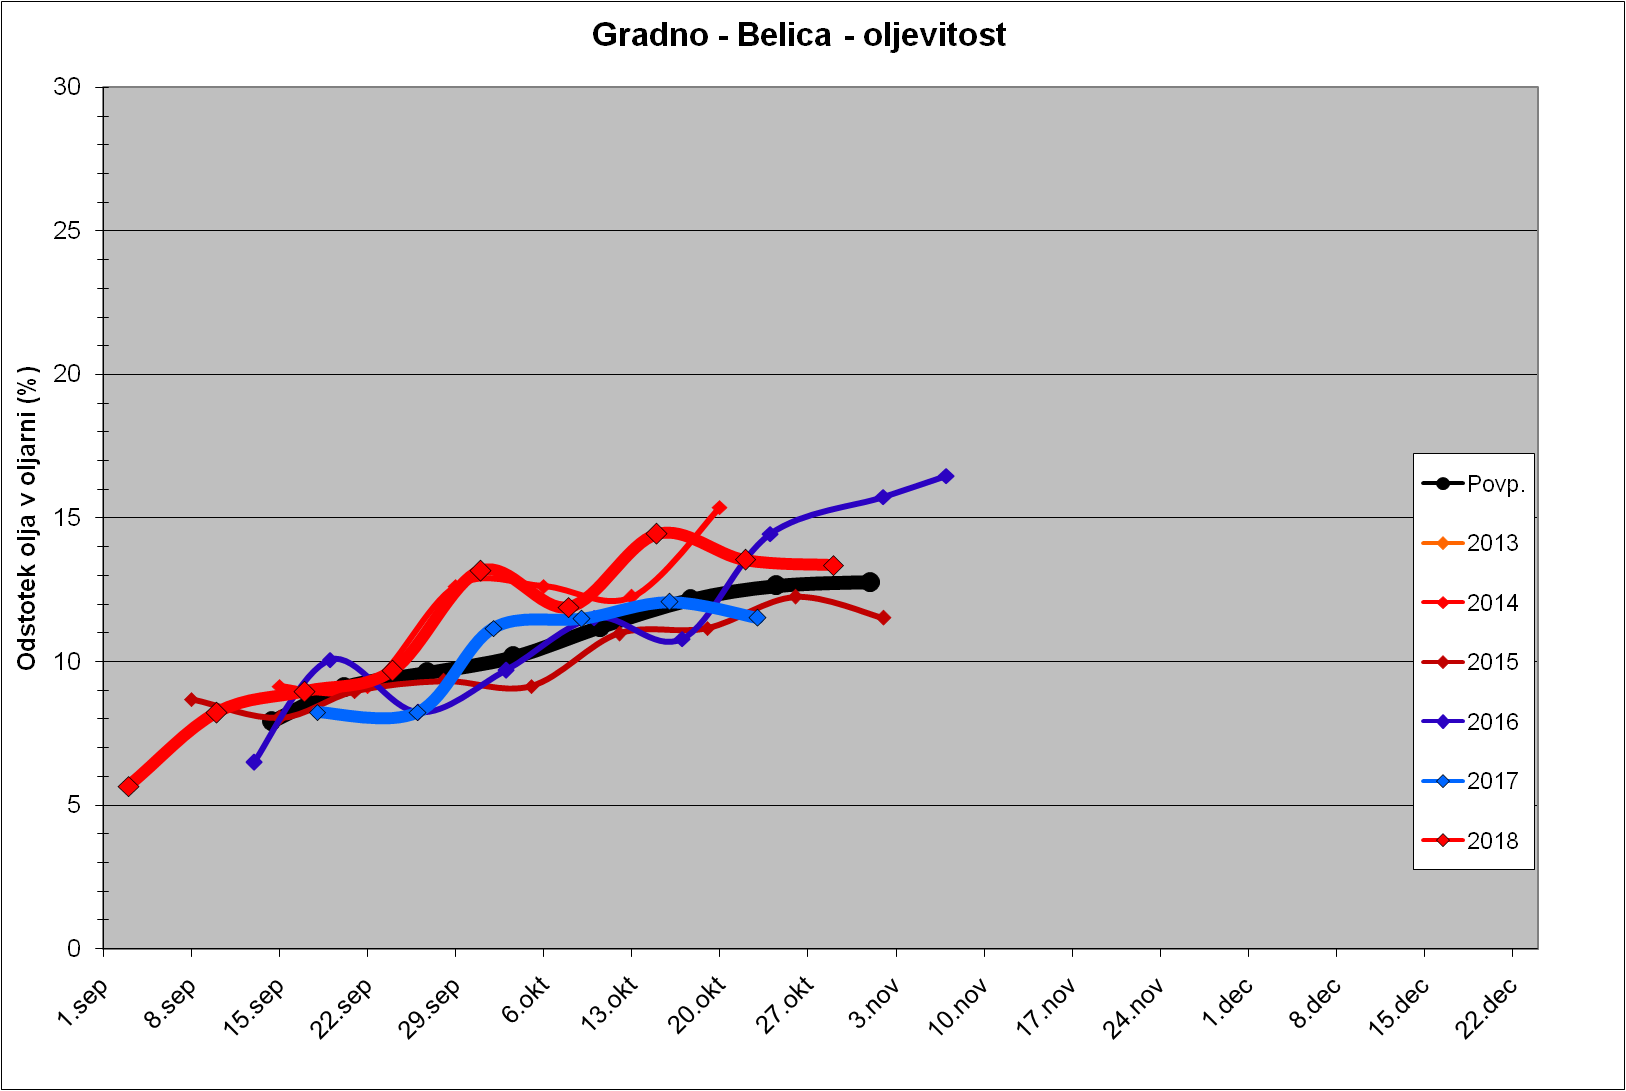 Gradno - Belica - oljevitost
Odstotek olja v oljarni (%)
30
25
20
15
10
5
0
1.sep
8.sep
15.sep
22.sep
29.sep
6.okt
13.okt
20.okt
27.okt
3.nov
10.nov
17.nov
24.nov
1.dec
8.dec
15.dec
22.dec
Povp.
2013
2014
2015
2016
2017
2018